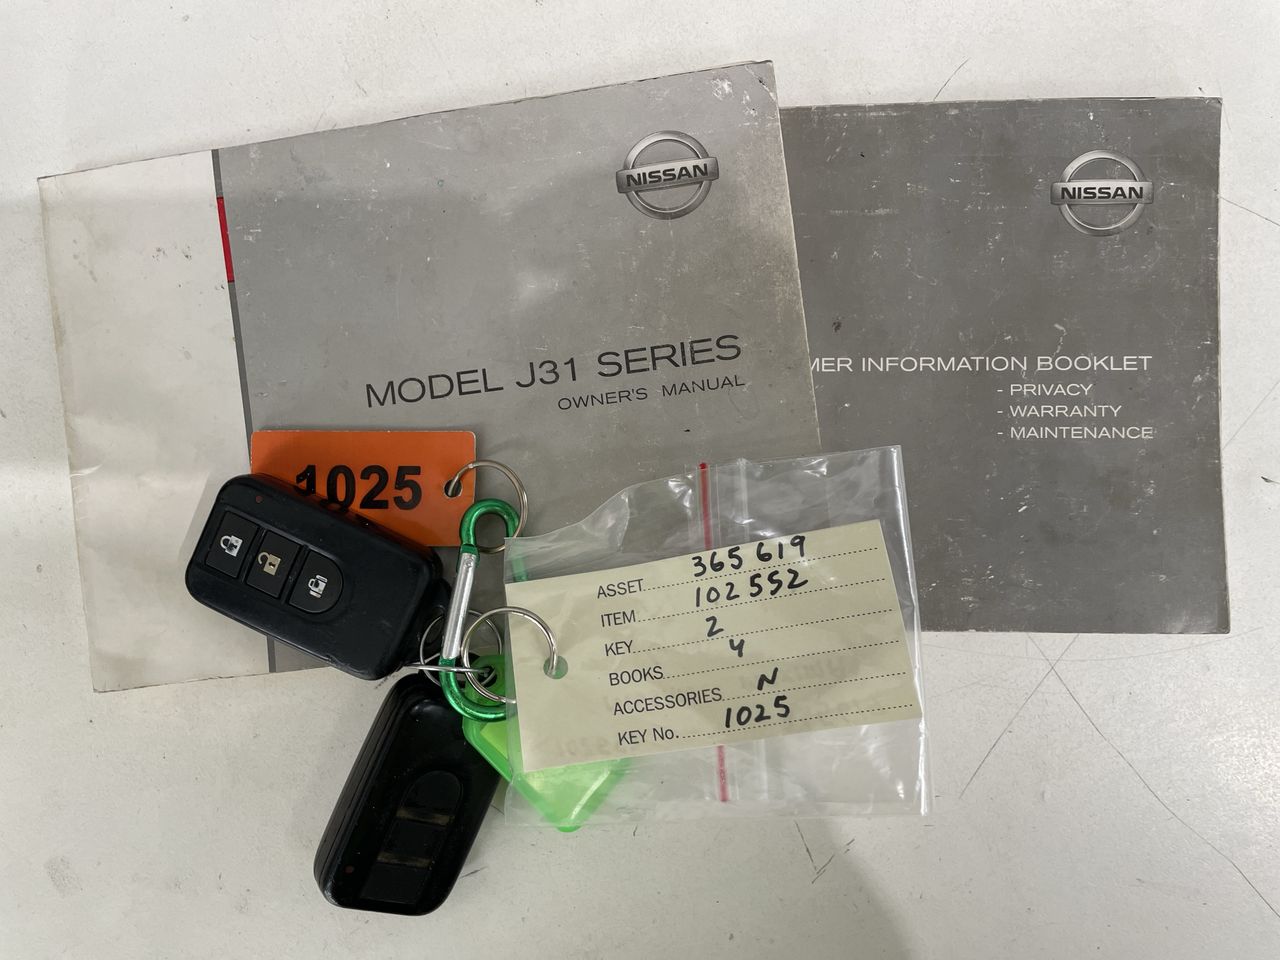 NISSAN
MODEL J31 SERIES
OWNER'S MANUAL
NISSAN
MER INFORMATION BOOKLET
- PRIVACY
- WARRANTY
- MAINTENANCE
1025
ASSET 365619
ITEM 102552
KEY 2
BOOKS 4
ACCESSORIES N
KEY No. 1025